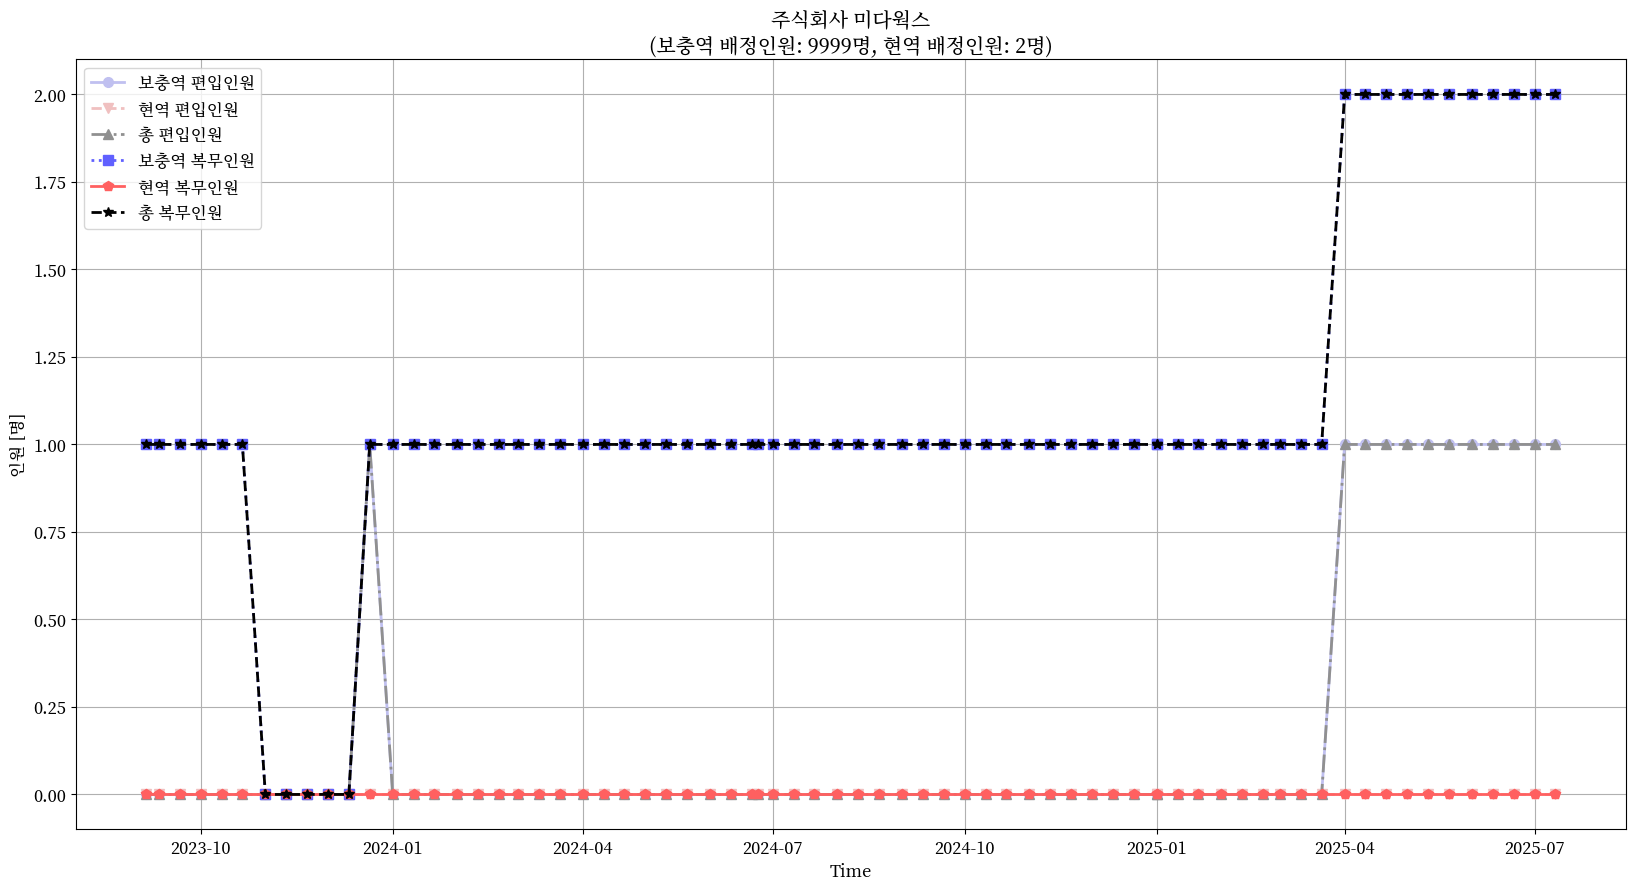 주식회사 미다웍스
(보충역 배정인원: 9999명, 현역 배정인원: 2명)
보충역 편입인원
현역 편입인원
총 편입인원
보충역 복무인원
현역 복무인원
총 복무인원
2.00
1.75
1.50
1.25
1.00
0.75
0.50
0.25
0.00
인원 [명]
2023-10
2024-01
2024-04
2024-07
2024-10
2025-01
2025-04
2025-07
Time